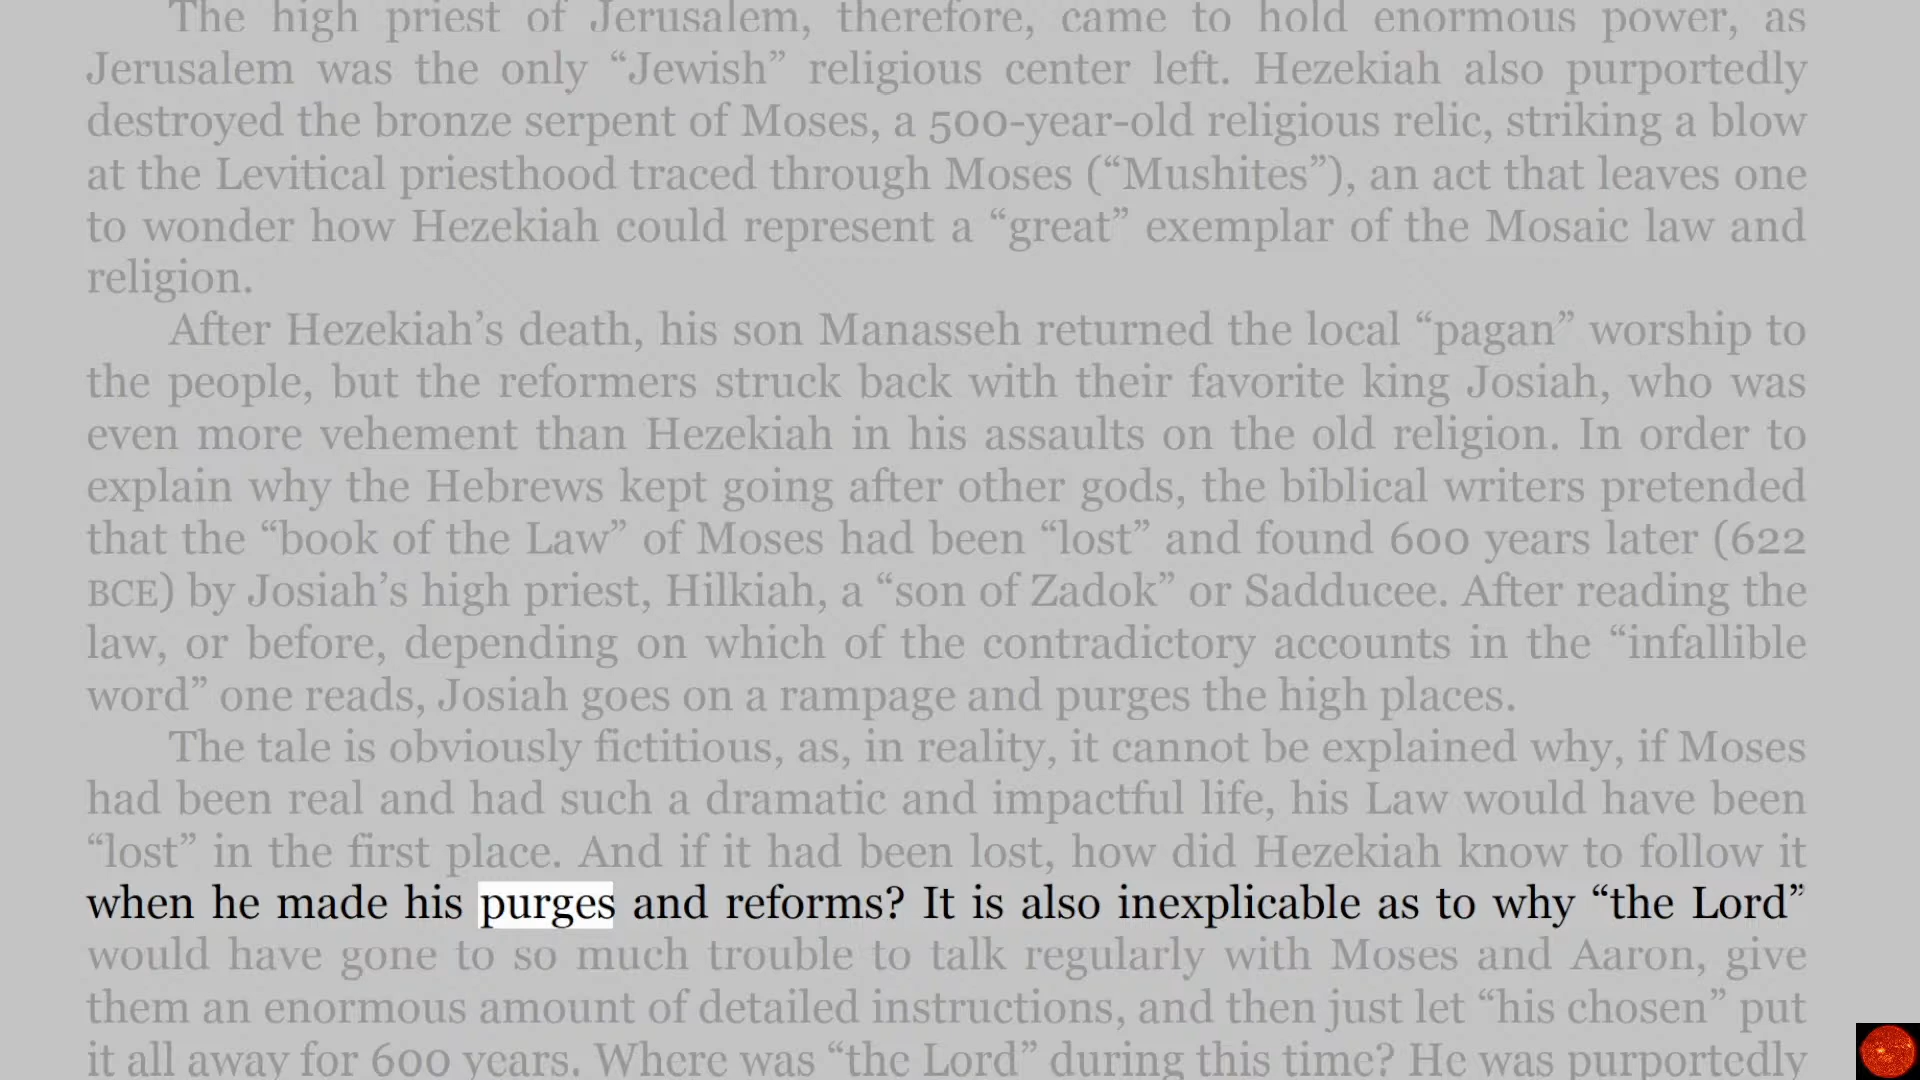 The high priest of Jerusalem, therefore, came to hold enormous power, as
Jerusalem was the only “Jewish” religious center left. Hezekiah also purportedly
destroyed the bronze serpent of Moses, a 500-year-old religious relic, striking a blow
at the Levitical priesthood traced through Moses (“Mushites”), an act that leaves one
to wonder how Hezekiah could represent a “great” exemplar of the Mosaic law and
religion.
After Hezekiah’s death, his son Manasseh returned the local “pagan” worship to
the people, but the reformers struck back with their favorite king Josiah, who was
even more vehement than Hezekiah in his assaults on the old religion. In order to
explain why the Hebrews kept going after other gods, the biblical writers pretended
that the “book of the Law” of Moses had been “lost” and found 600 years later (622
BCE) by Josiah’s high priest, Hilkiah, a “son of Zadok” or Sadducee. After reading the
law, or before, depending on which of the contradictory accounts in the “infallible
word” one reads, Josiah goes on a rampage and purges the high places.
The tale is obviously fictitious, as, in reality, it cannot be explained why, if Moses
had been real and had such a dramatic and impactful life, his Law would have been
“lost” in the first place. And if it had been lost, how did Hezekiah know to follow it
when he made his purges and reforms? It is also inexplicable as to why “the Lord”
would have gone to so much trouble to talk regularly with Moses and Aaron, give
them an enormous amount of detailed instructions, and then just let “his chosen” put
it all away for 600 years. Where was “the Lord” during this time? He was purportedly